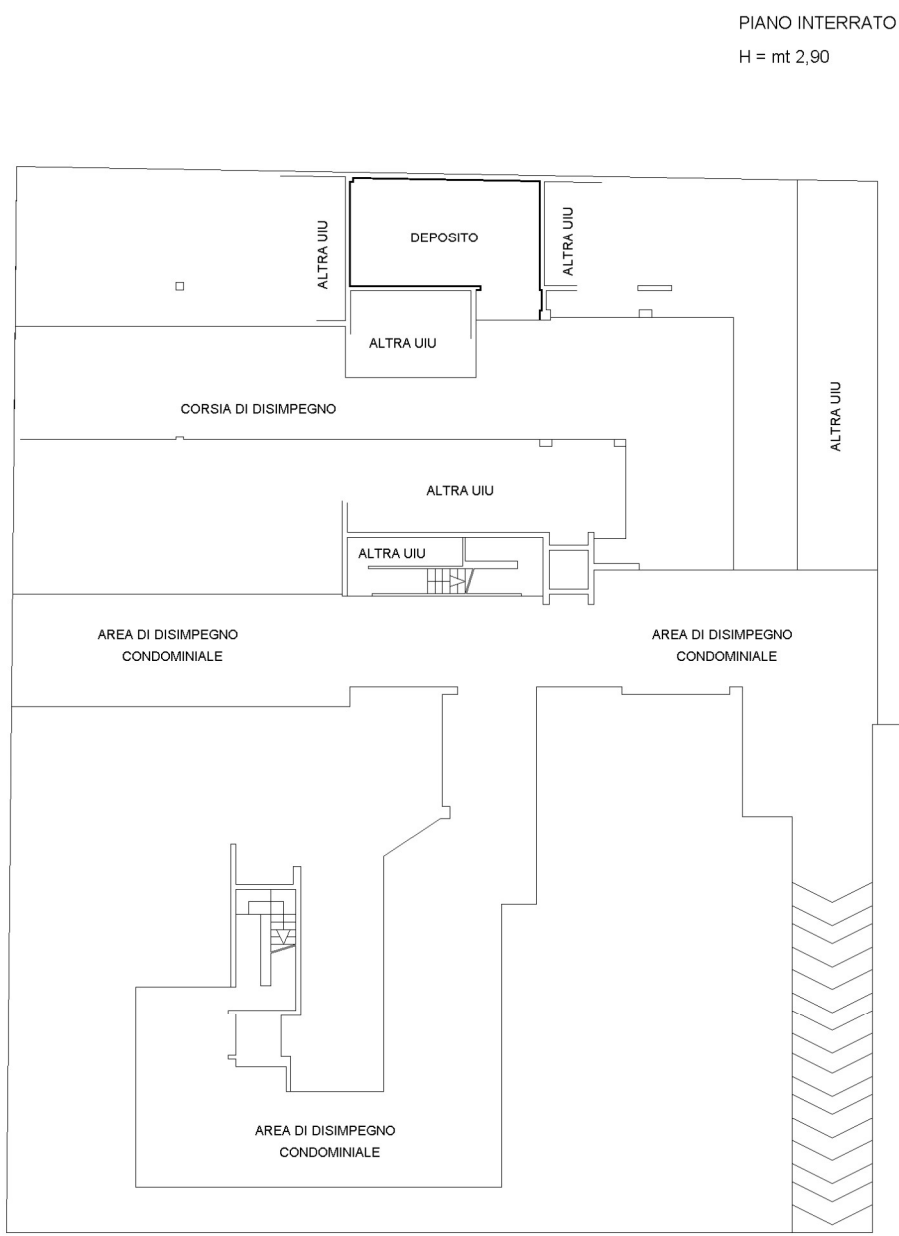 PIANO INTERRATO
H = mt 2,90
ALTRA UIU
DEPOSITO
ALTRA UIU
ALTRA UIU
CORSIA DI DISIMPEGNO
ALTRA UIU
ALTRA UIU
ALTRA UIU
AREA DI DISIMPEGNO
CONDOMINIALE
AREA DI DISIMPEGNO
CONDOMINIALE
AREA DI DISIMPEGNO
CONDOMINIALE